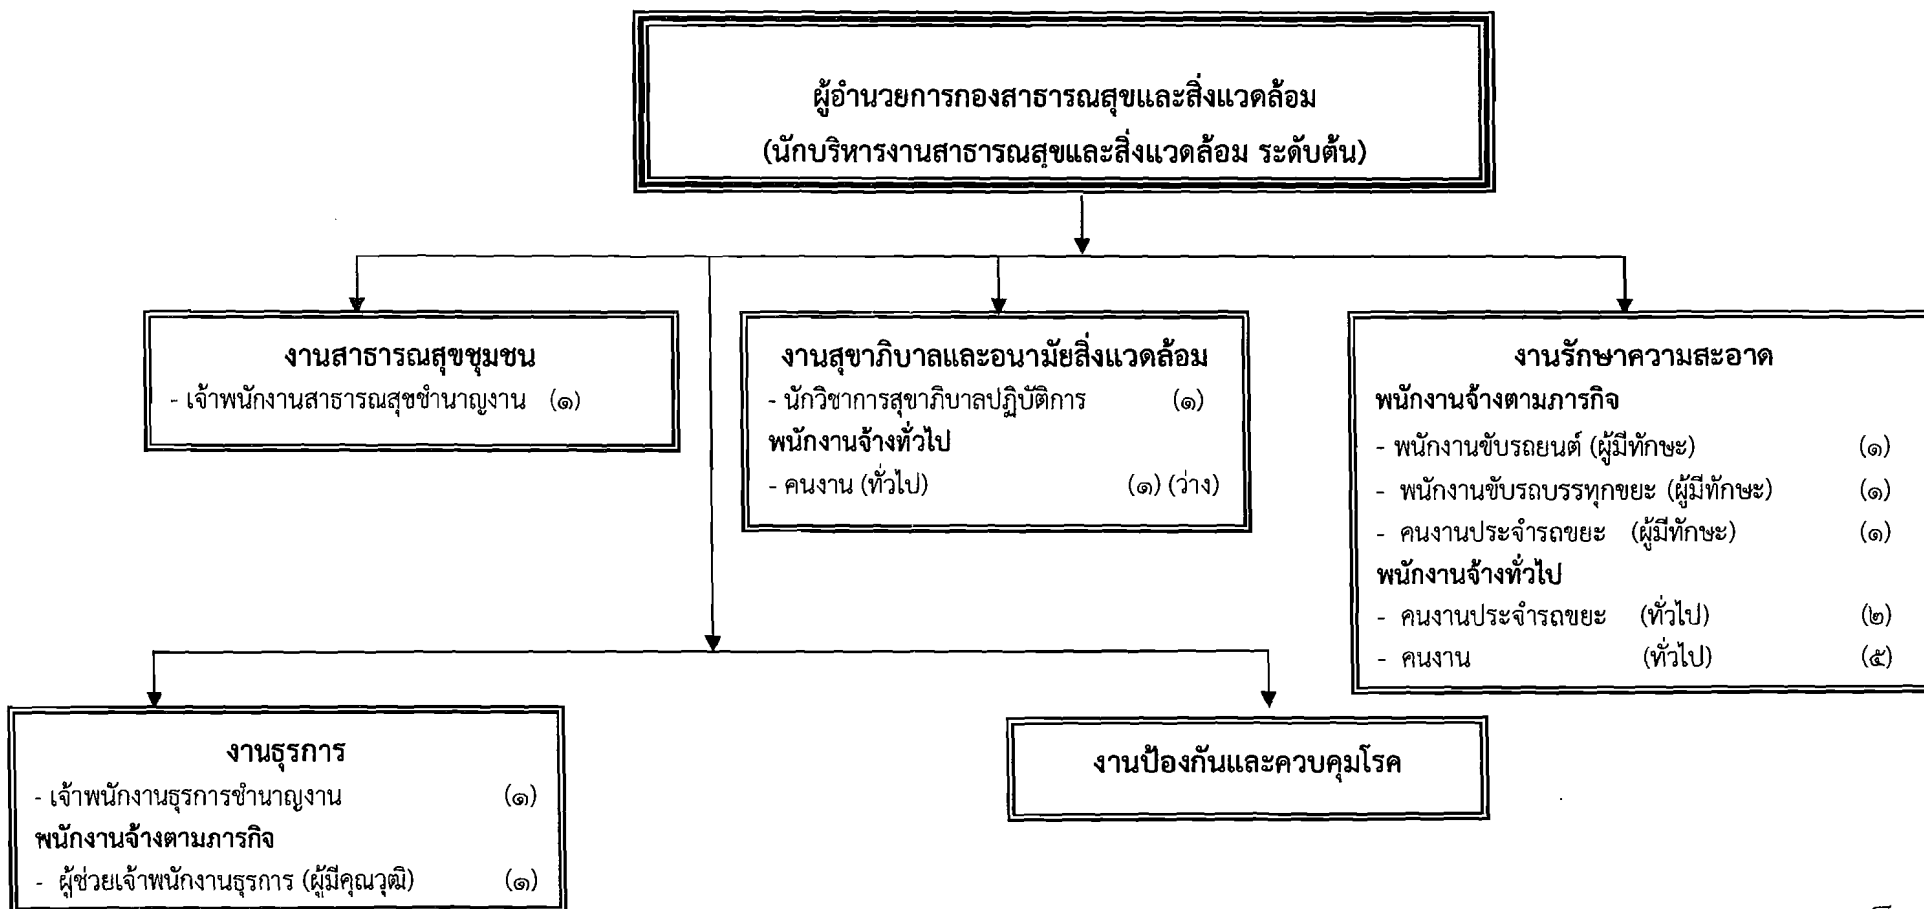 ผู้อำนวยการกองสาธารณสุขและสิ่งแวดล้อม
(นักบริหารงานสาธารณสุขและสิ่งแวดล้อม ระดับต้น)
งานสาธารณสุขชุมชน
- เจ้าพนักงานสาธารณสุขชำนาญงาน (๑)
งานสุขาภิบาลและอนามัยสิ่งแวดล้อม
- นักวิชาการสุขาภิบาลปฏิบัติการ (๑)
พนักงานจ้างทั่วไป
- คนงาน (ทั่วไป) (๑) (ว่าง)
งานรักษาความสะอาด
พนักงานจ้างตามภารกิจ
- พนักงานขับรถยนต์ (ผู้มีทักษะ) (๑)
- พนักงานขับรถบรรทุกขยะ (ผู้มีทักษะ) (๑)
- คนงานประจำรถขยะ (ผู้มีทักษะ) (๑)
พนักงานจ้างทั่วไป
- คนงานประจำรถขยะ (ทั่วไป) (๒)
- คนงาน (ทั่วไป) (๕)
งานธุรการ
- เจ้าพนักงานธุรการชำนาญงาน (๑)
พนักงานจ้างตามภารกิจ
- ผู้ช่วยเจ้าพนักงานธุรการ (ผู้มีคุณวุฒิ) (๑)
งานป้องกันและควบคุมโรค